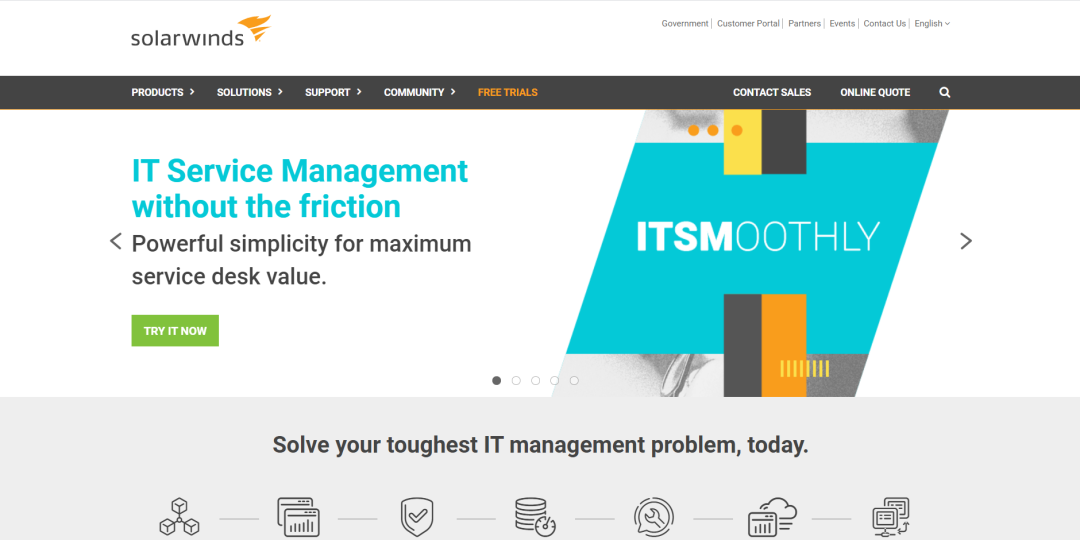 solarwinds
Government Customer Portal Partners Events Contact Us English
PRODUCTS SOLUTIONS SUPPORT COMMUNITY FREE TRIALS CONTACT SALES ONLINE QUOTE
IT Service Management
without the friction
Powerful simplicity for maximum
service desk value.
TRY IT NOW
ITSMOOTHLY
Solve your toughest IT management problem, today.